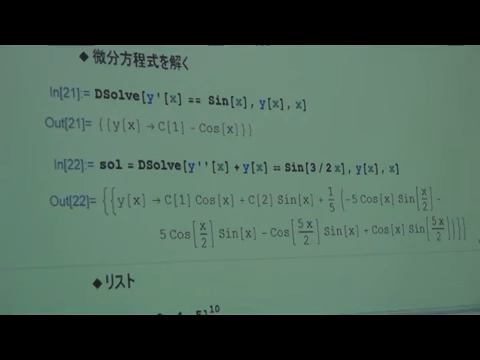 ◆ 微分方程式を解く
In[21]:= DSolve[y'[x] == Sin[x], y[x], x]
Out[21]= {{y[x] → C[1] - Cos[x]}}
In[22]:= sol = DSolve[y''[x] + y[x] == Sin[3 / 2 x], y[x], x]
Out[22]= {{y[x] → C[1] Cos[x] + C[2] Sin[x] + 1/5 (-5 Cos[x] Sin[x/2] -
5 Cos[x/2] Sin[x] - Cos[5 x/2] Sin[x] + Cos[x] Sin[5 x/2])}}
◆ リスト